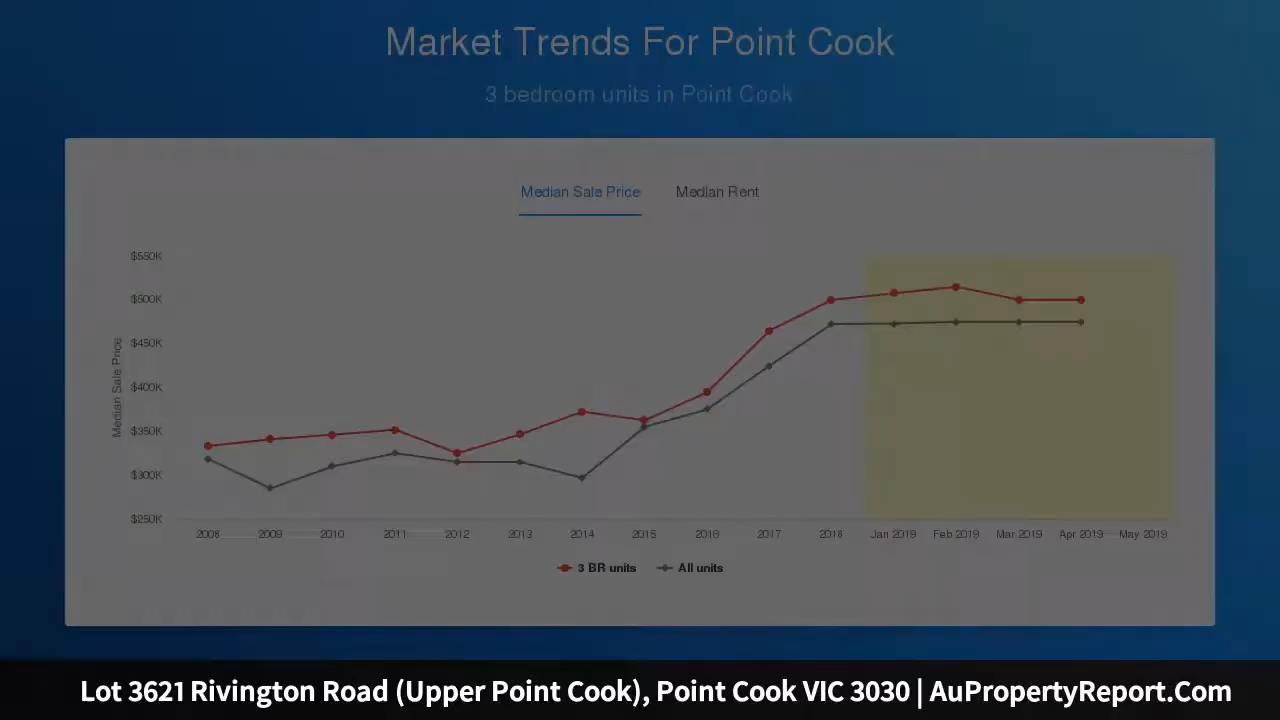 Market Trends For Point Cook
3 bedroom units in Point Cook
Median Sale Price Median Rent
$550K
$500K
$450K
$400K
$350K
$300K
$250K
Median Sale Price
2008 2009 2010 2011 2012 2013 2014 2015 2016 2017 2018 Jan 2019 Feb 2019 Mar 2019 Apr 2019 May 2019
3 BR units All units
Lot 3621 Rivington Road (Upper Point Cook), Point Cook VIC 3030 | AuPropertyReport.Com